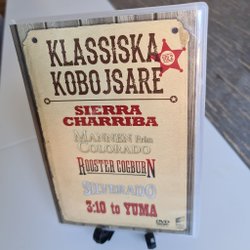 KLASSISKA
KOBOJSARE
SIERRA
CHARRIBA
MANNEN från
COLORADO
ROOSTER COGBURN
SILVERADO
3:10 to YUMA
DVD